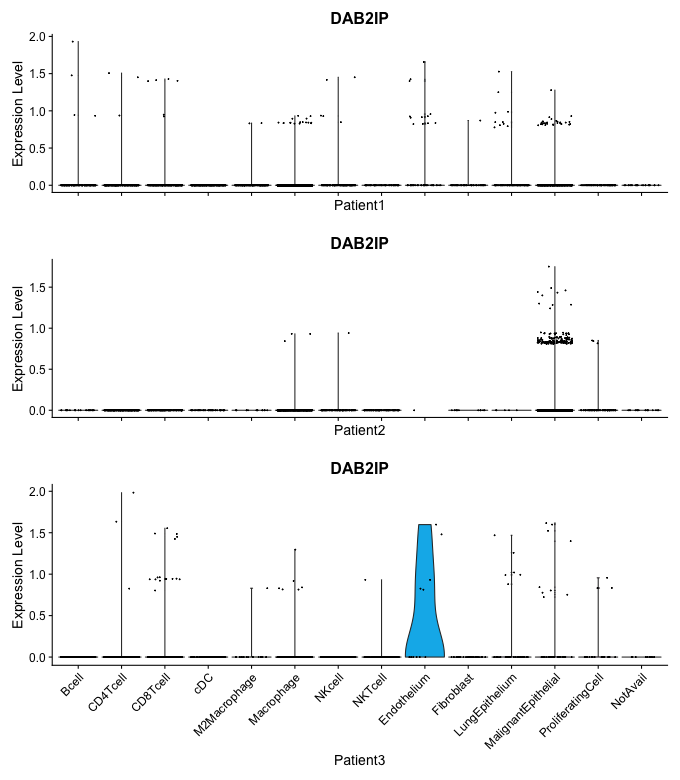 DAB2IP
Expression Level
2.0
1.5
1.0
0.5
0.0
Patient1
DAB2IP
Expression Level
1.5
1.0
0.5
0.0
Patient2
DAB2IP
Expression Level
2.0
1.5
1.0
0.5
0.0
Bcell
CD4Tcell
CD8Tcell
cDC
M2Macrophage
Macrophage
NKcell
NKTcell
Endothelium
Fibroblast
LungEpithelium
MalignantEpithelial
ProliferatingCell
NotAvail
Patient3